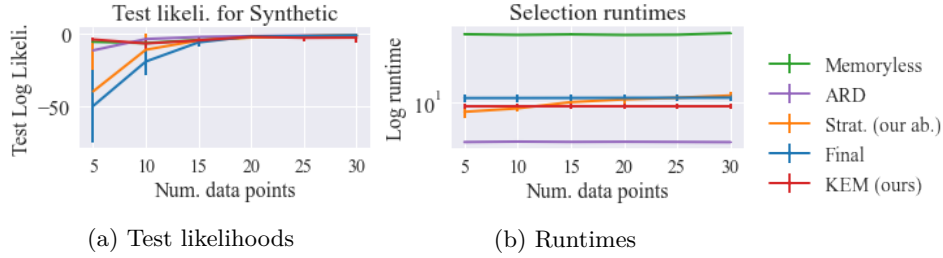 Test likeli. for Synthetic
Test Log Likeli.
0
−50
5 10 15 20 25 30
Num. data points
(a) Test likelihoods
Selection runtimes
Log runtime
10¹
5 10 15 20 25 30
Num. data points
(b) Runtimes
Memoryless
ARD
Strat. (our ab.)
Final
KEM (ours)